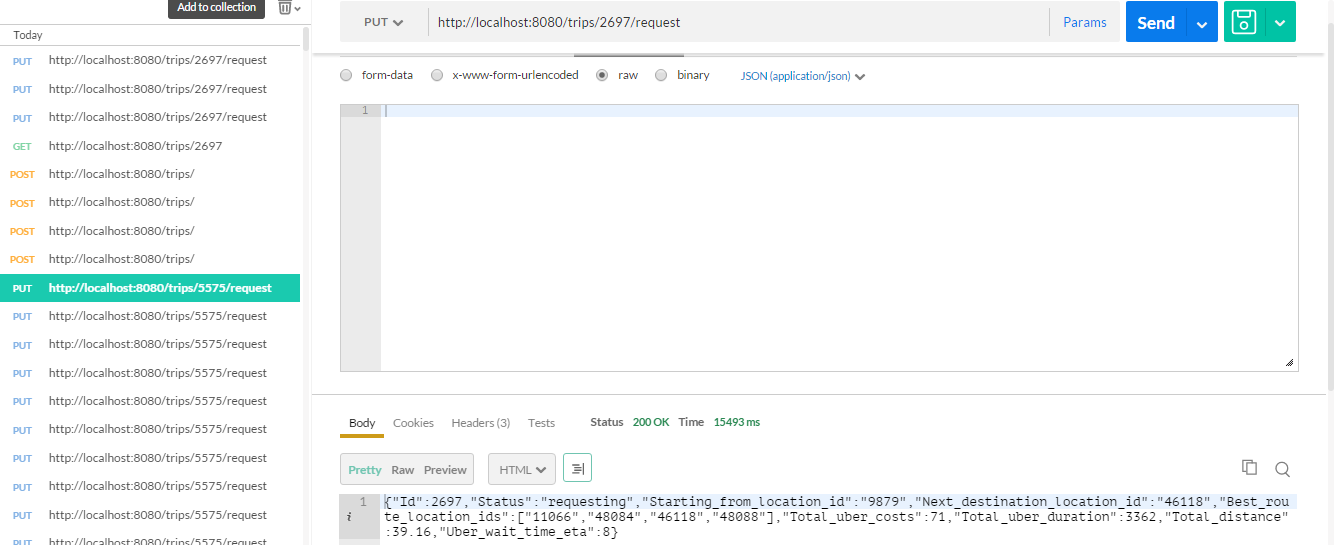 Add to collection
Today
PUT http://localhost:8080/trips/2697/request
PUT http://localhost:8080/trips/2697/request
PUT http://localhost:8080/trips/2697/request
GET http://localhost:8080/trips/2697
POST http://localhost:8080/trips/
POST http://localhost:8080/trips/
POST http://localhost:8080/trips/
POST http://localhost:8080/trips/
PUT http://localhost:8080/trips/5575/request
PUT http://localhost:8080/trips/5575/request
PUT http://localhost:8080/trips/5575/request
PUT http://localhost:8080/trips/5575/request
PUT http://localhost:8080/trips/5575/request
PUT http://localhost:8080/trips/5575/request
PUT http://localhost:8080/trips/5575/request
PUT http://localhost:8080/trips/5575/request
PUT http://localhost:8080/trips/5575/request
PUT http://localhost:8080/trips/5575/request
PUT http://localhost:8080/trips/2697/request Params Send
form-data x-www-form-urlencoded raw binary JSON (application/json)
1
Body Cookies Headers (3) Tests Status 200 OK Time 15493 ms
Pretty Raw Preview HTML
1 {"Id":2697,"Status":"requesting","Starting_from_location_id":"9879","Next_destination_location_id":"46118","Best_rou
i te_location_ids":["11066","48084","46118","48088"],"Total_uber_costs":71,"Total_uber_duration":3362,"Total_distance"
:39.16,"Uber_wait_time_eta":8}